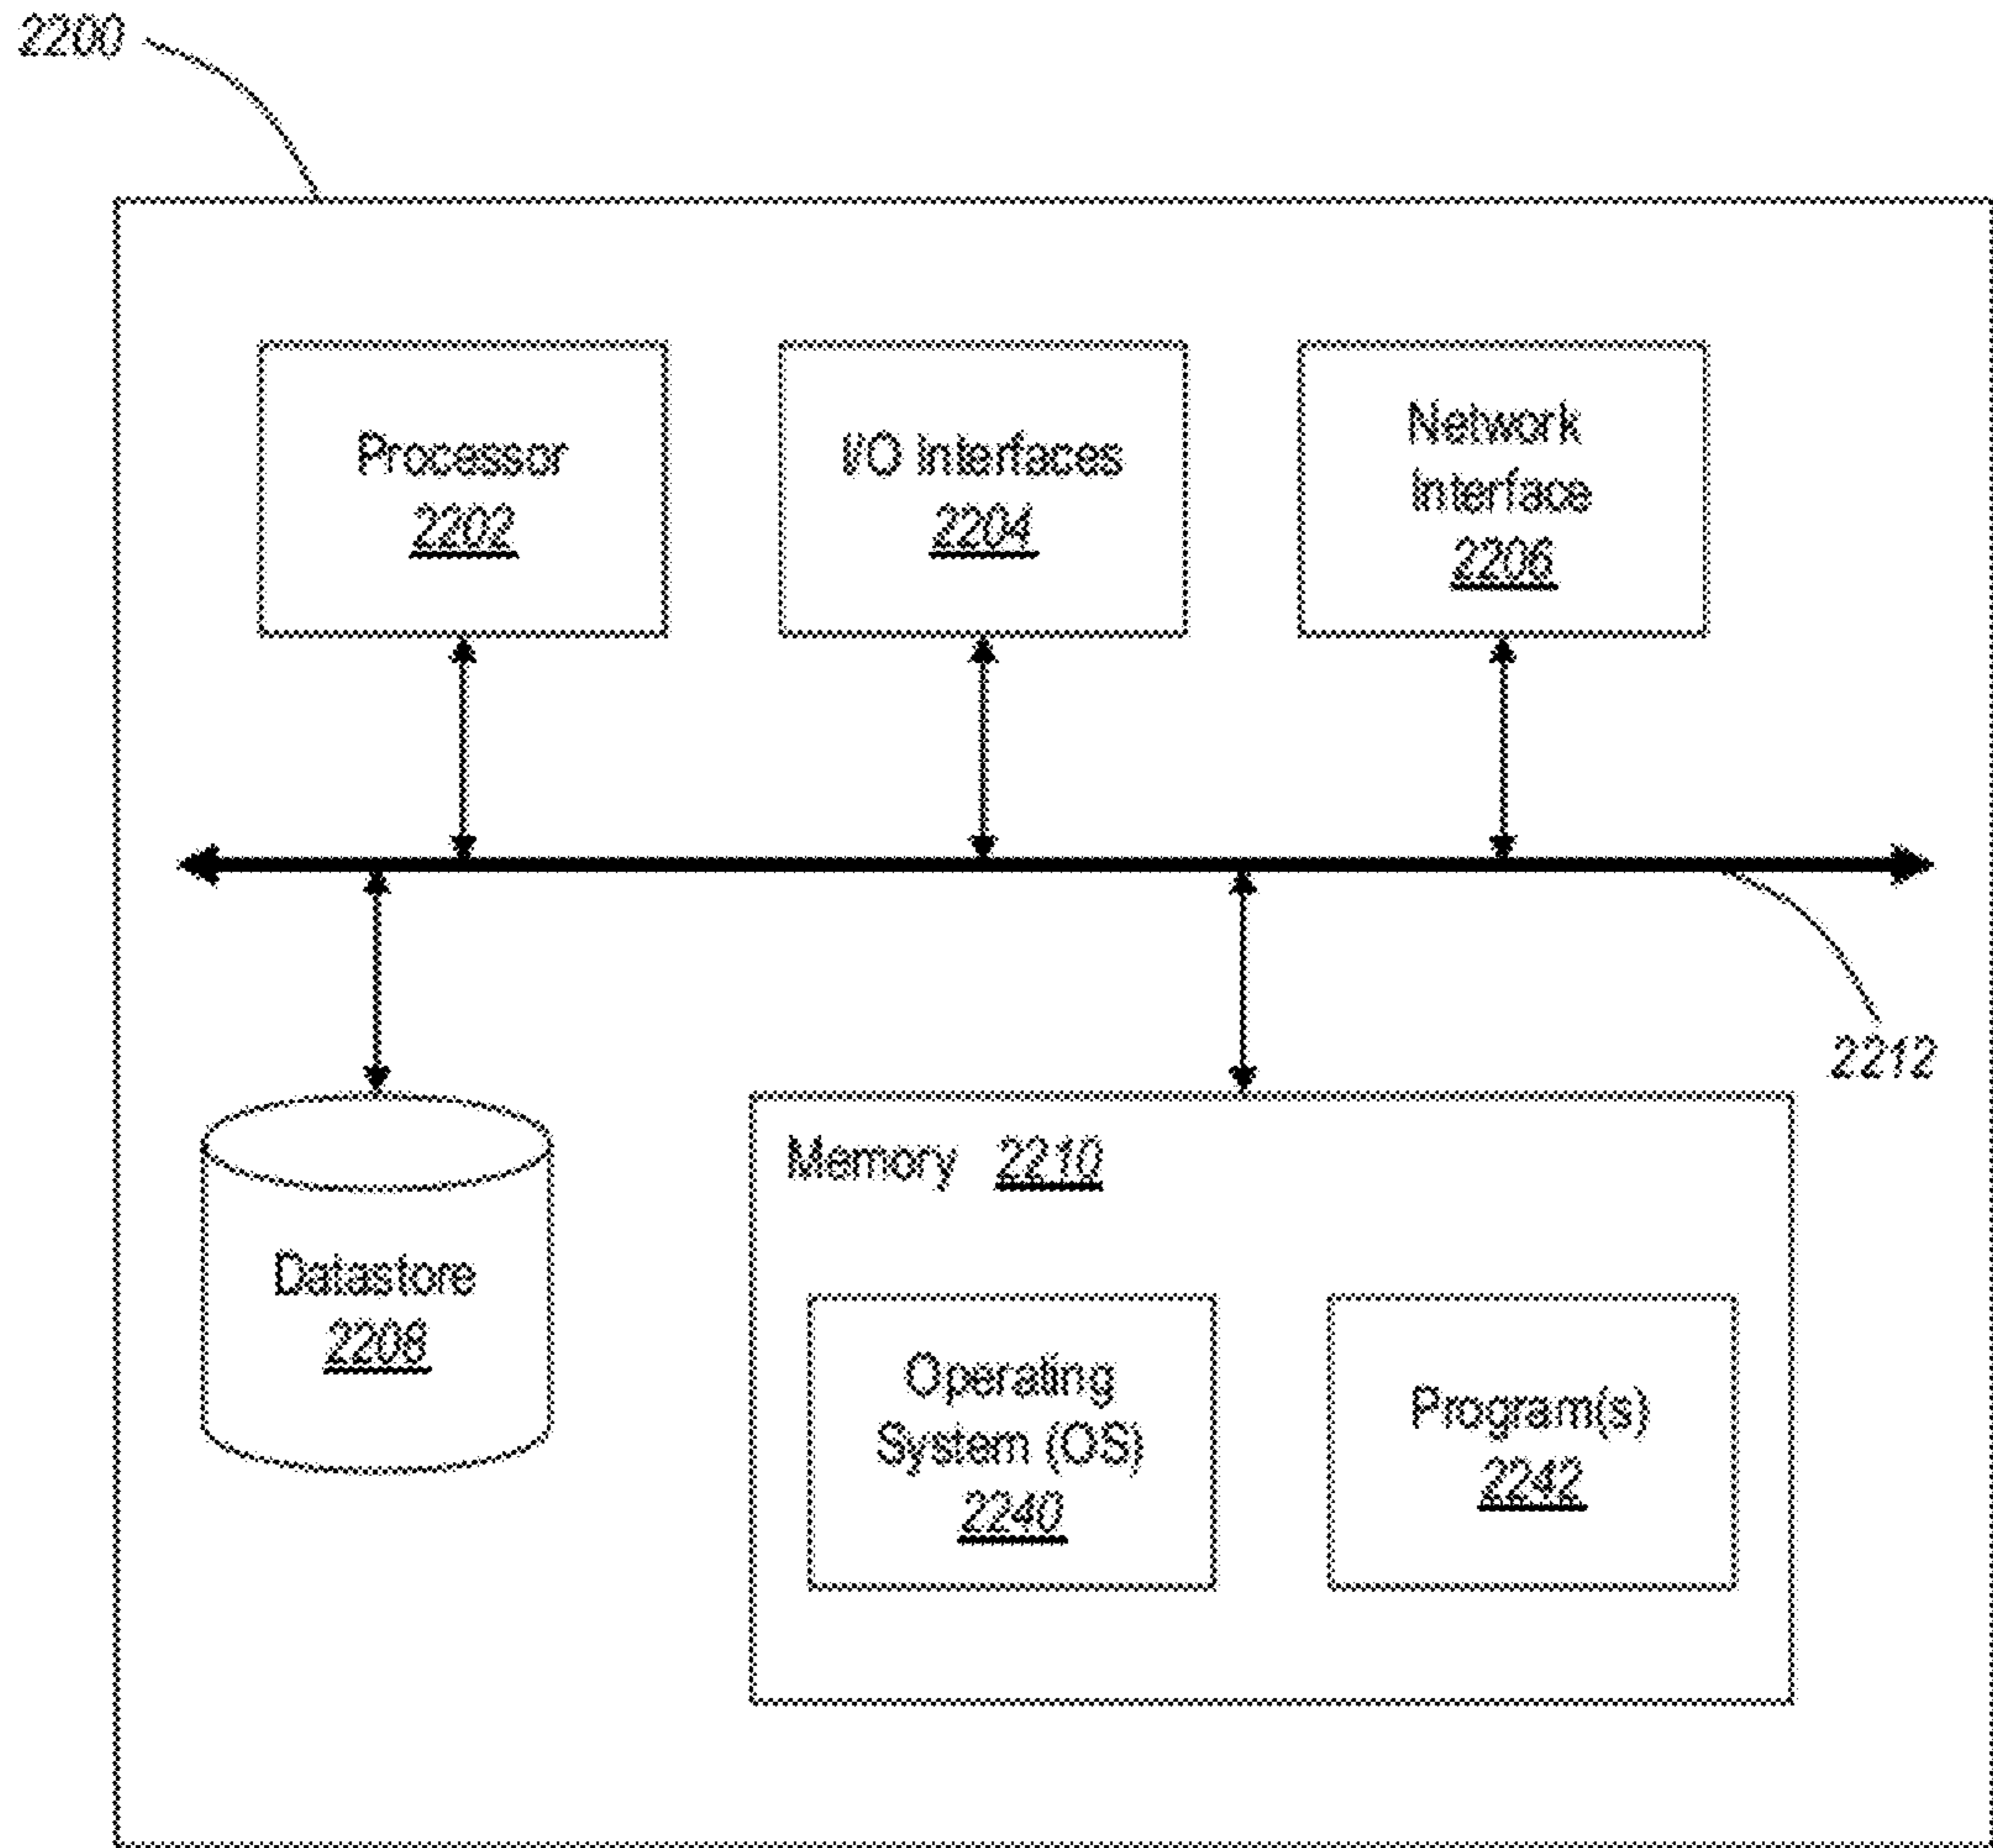 2200
Processor
2202
I/O Interfaces
2204
Network
Interface
2206
2212
Datastore
2208
Memory 2210
Operating
System (OS)
2240
Program(s)
2242